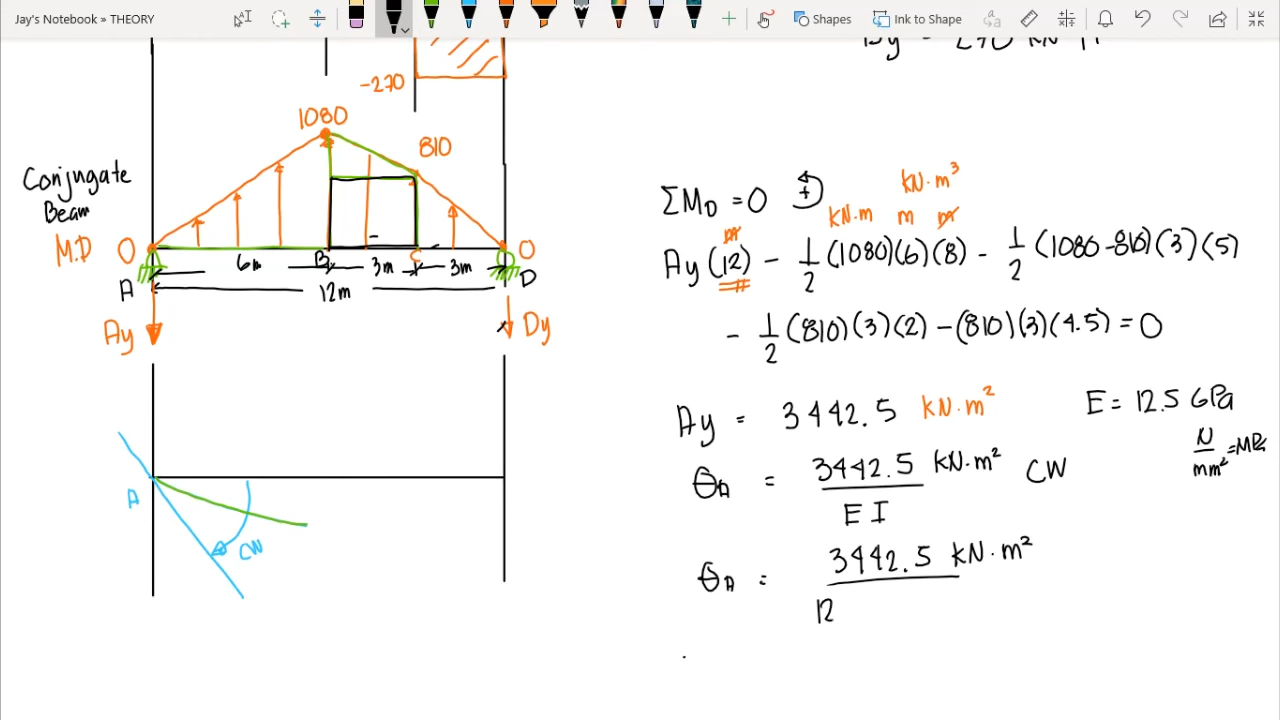 Jay's Notebook » THEORY
Shapes
Ink to Shape
-270
1080
810
Conjugate
Beam
M.D
0
0
6m
B
3m
C
3m
A
12m
D
Ay
Dy
A
CW
ΣM_D = 0
+
kN·m m m
kN·m³
m
Ay (12) - 1/2 (1080)(6)(8) - 1/2 (1080-810)(3)(5)
- 1/2 (810)(3)(2) - (810)(3)(4.5) = 0
Ay = 3442.5 kN·m²
E = 12.5 GPa
N/mm² = MPa
θ_A = 3442.5 kN·m² / EI CW
θ_A = 3442.5 kN·m² / 12